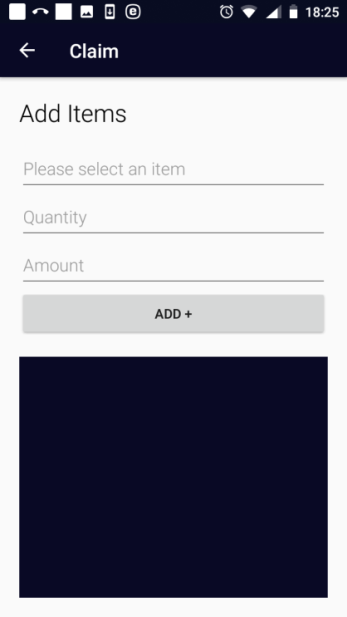 18:25
Claim
Add Items
Please select an item
Quantity
Amount
ADD +